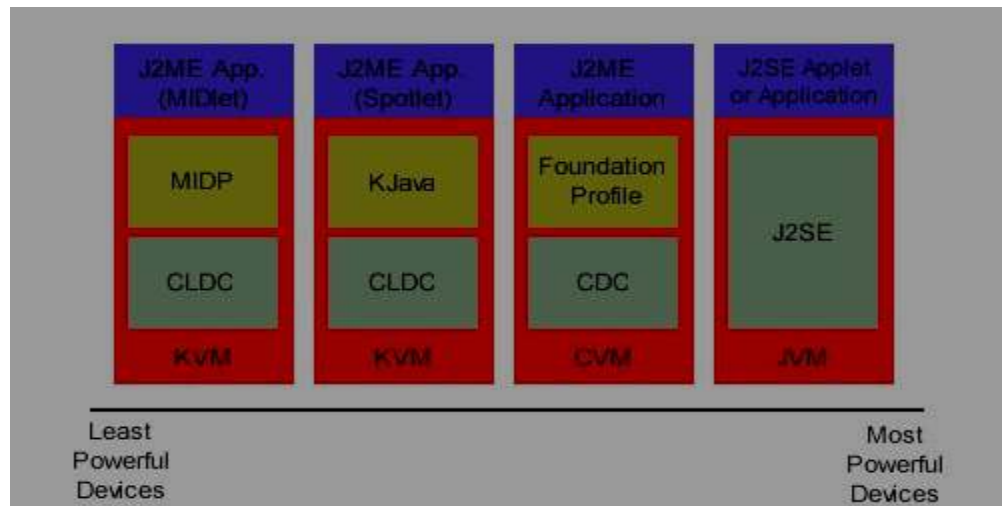 J2ME App.
(MIDlet)
MIDP
CLDC
KVM
J2ME App.
(Spotlet)
KJava
CLDC
KVM
J2ME
Application
Foundation
Profile
CDC
CVM
J2SE Applet
or Application
J2SE
JVM
Least
Powerful
Devices
Most
Powerful
Devices